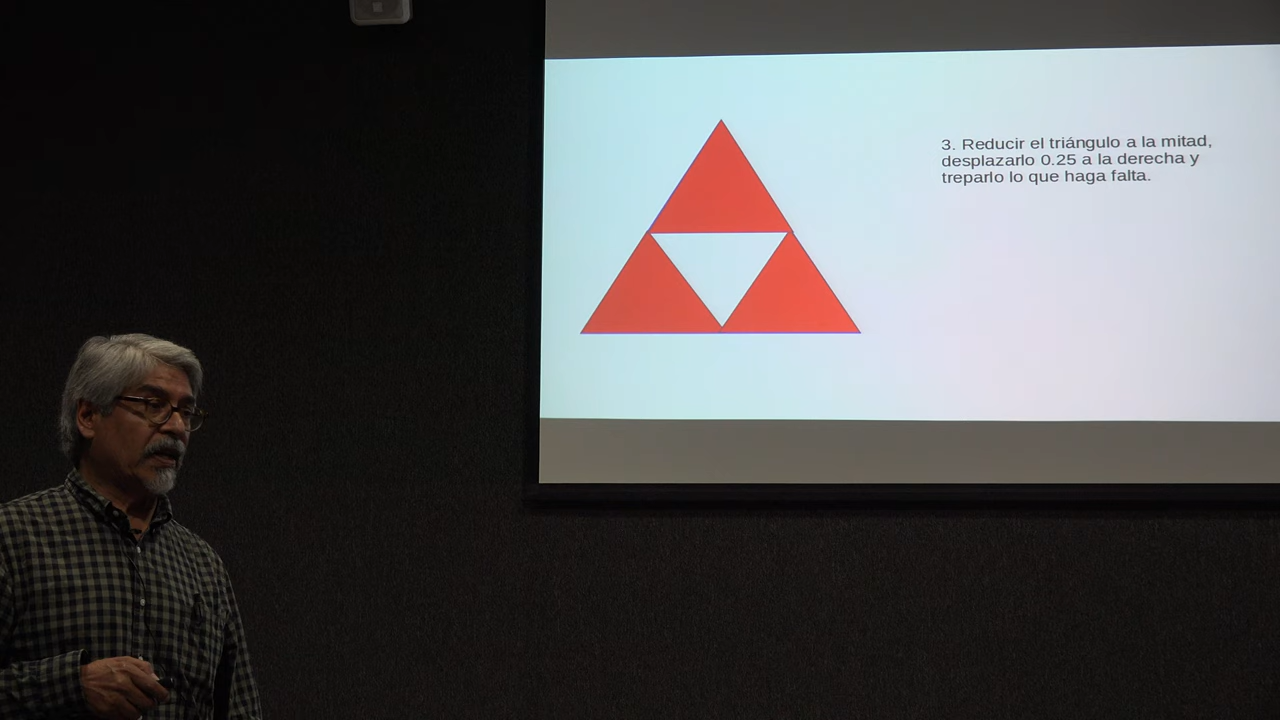 3. Reducir el triángulo a la mitad,
desplazarlo 0.25 a la derecha y
treparlo lo que haga falta.